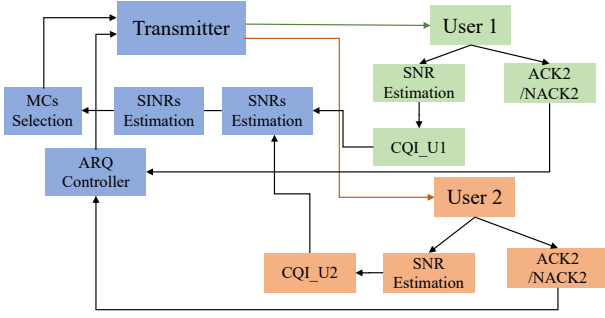 Transmitter
User 1
SNR
Estimation
ACK2
/NACK2
MCs
Selection
SINRs
Estimation
SNRs
Estimation
CQI_U1
ARQ
Controller
User 2
CQI_U2
SNR
Estimation
ACK2
/NACK2